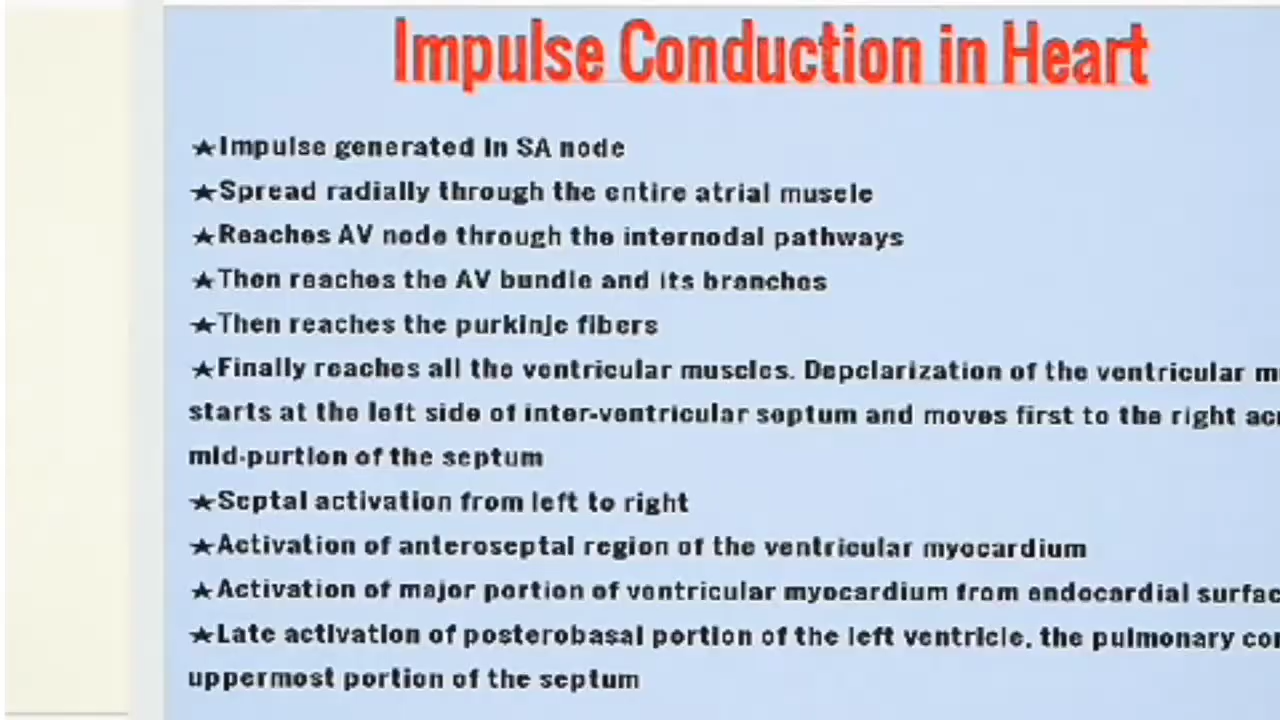 Impulse Conduction in Heart
★Impulse generated in SA node
★Spread radially through the entire atrial muscle
★Reaches AV node through the internodal pathways
★Then reaches the AV bundle and its branches
★Then reaches the purkinje fibers
★Finally reaches all the ventricular muscles. Depolarization of the ventricular
starts at the left side of inter-ventricular septum and moves first to the right
mid-portion of the septum
★Septal activation from left to right
★Activation of anteroseptal region of the ventricular myocardium
★Activation of major portion of ventricular myocardium from endocardial
★Late activation of posterobasal portion of the left ventricle, the pulmonary
uppermost portion of the septum